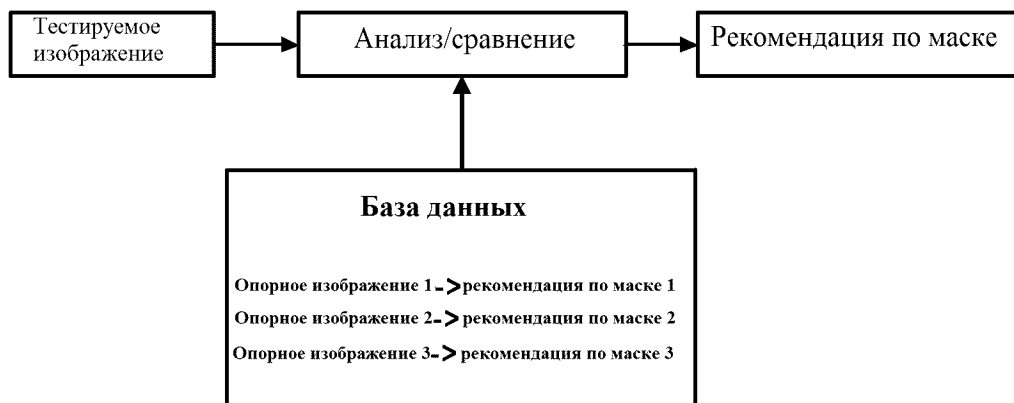 Тестируемое
изображение
Анализ/сравнение
Рекомендация по маске
База данных
Опорное изображение 1-> рекомендация по маске 1
Опорное изображение 2-> рекомендация по маске 2
Опорное изображение 3-> рекомендация по маске 3